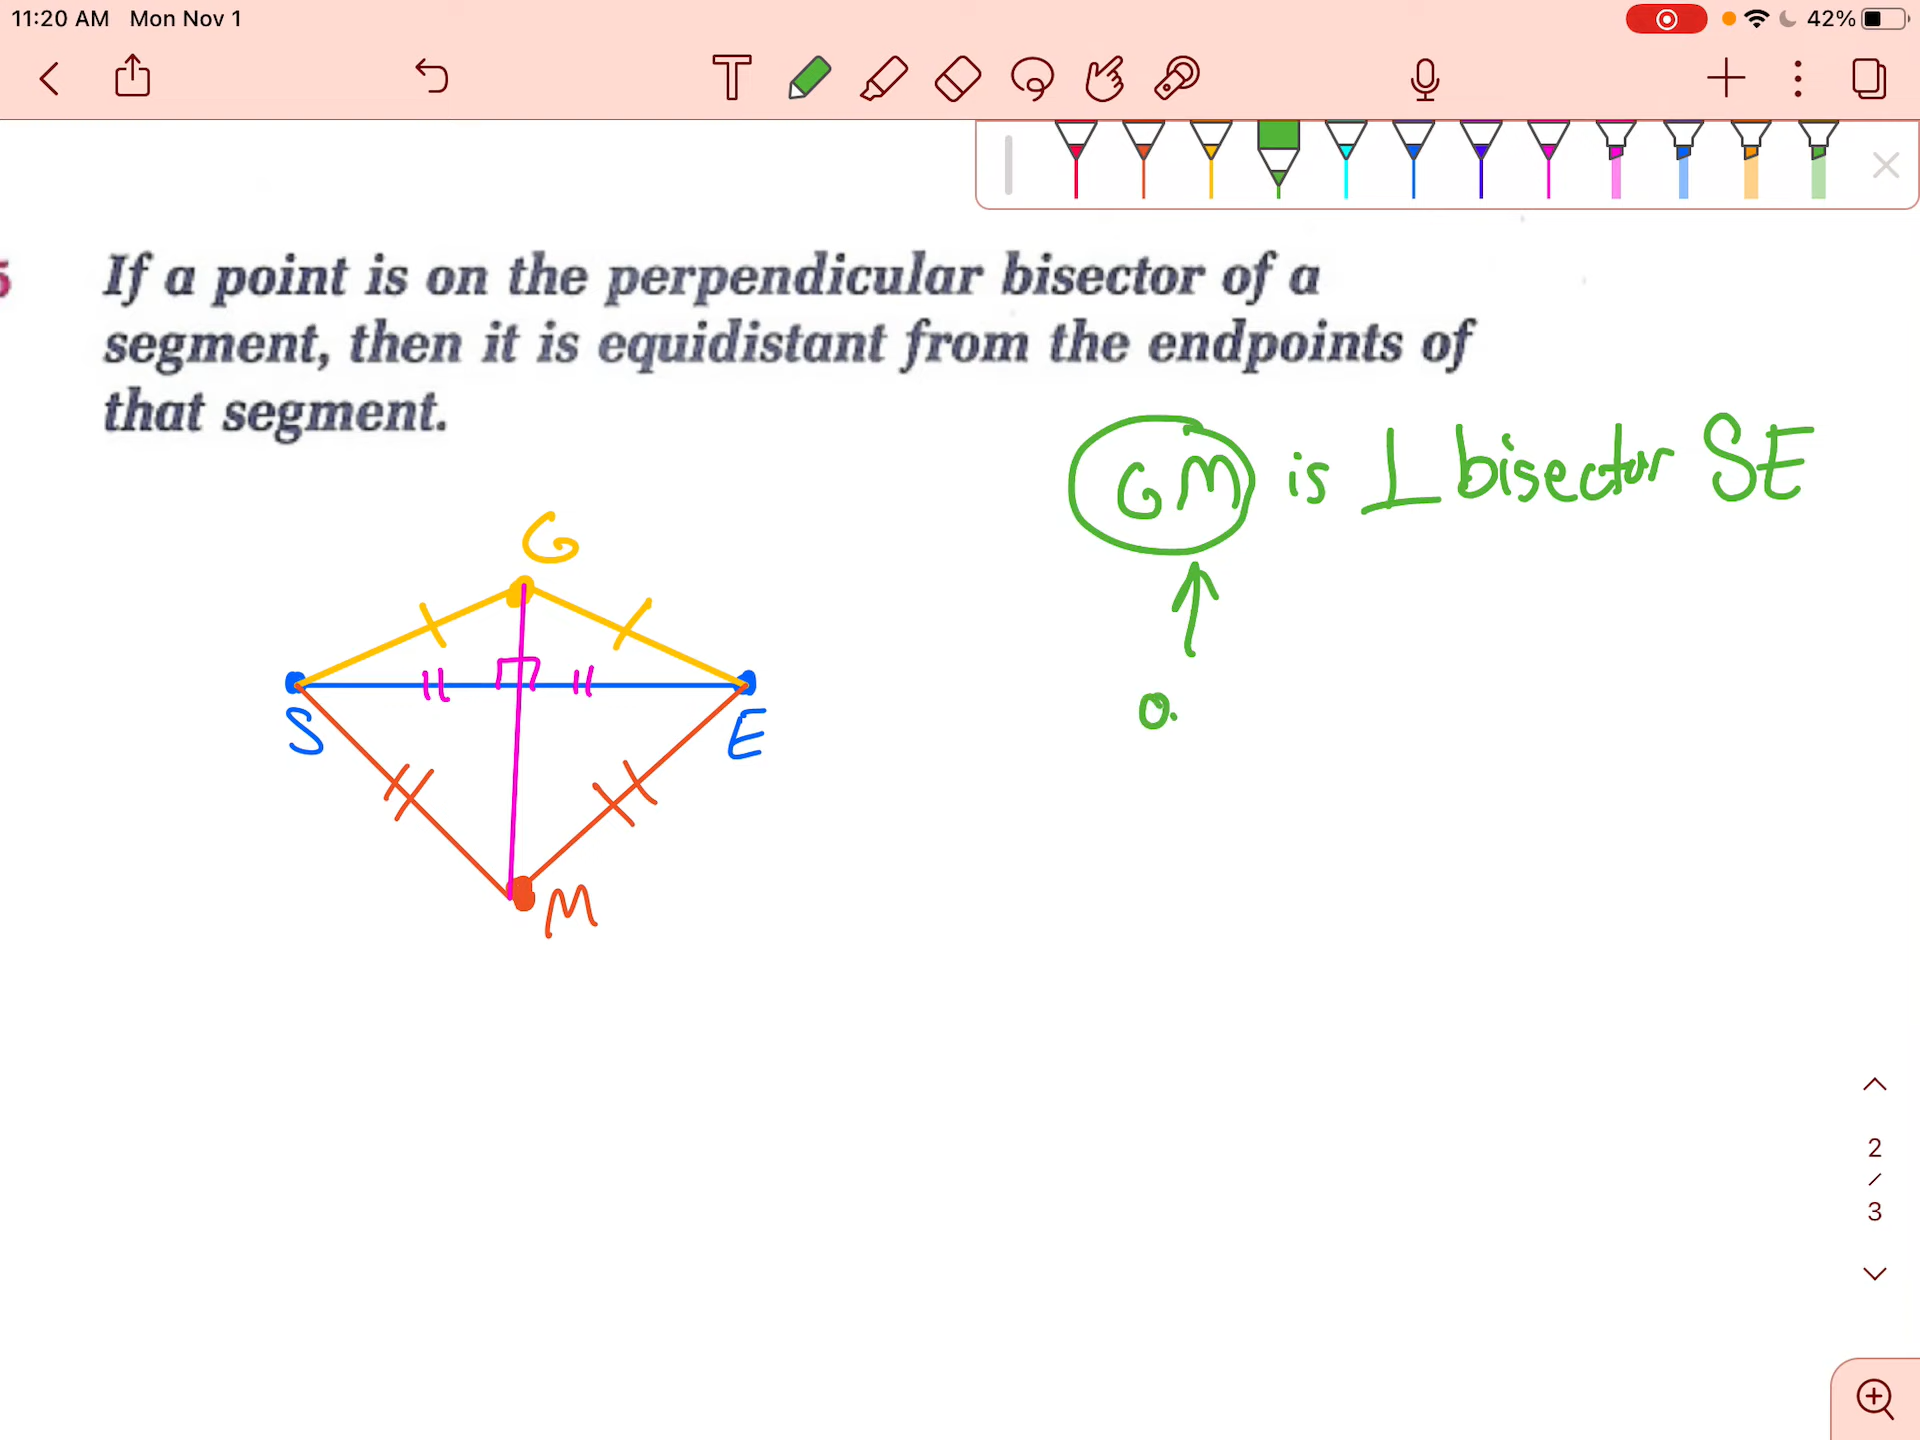 11:20 AM Mon Nov 1
42%
If a point is on the perpendicular bisector of a
segment, then it is equidistant from the endpoints of
that segment.
GM is ⊥ bisector SE
G
S
E
M
2
/
3